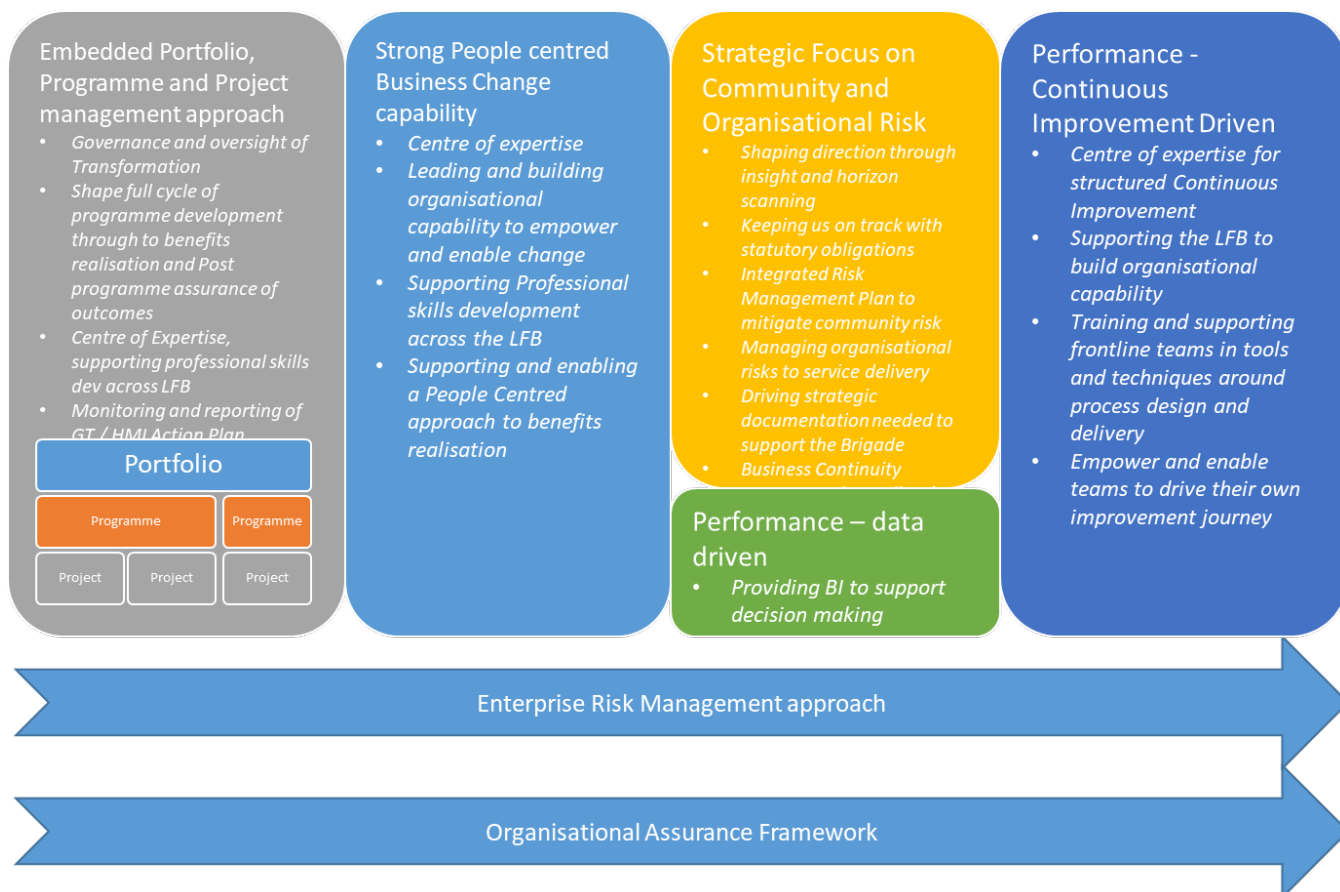 Embedded Portfolio,
Programme and Project
management approach
• Governance and oversight of
Transformation
• Shape full cycle of
programme development
through to benefits
realisation and Post
programme assurance of
outcomes
• Centre of Expertise,
supporting professional skills
dev across LFB
• Monitoring and reporting of
GT / HMI Action Plan
Portfolio
Programme
Programme
Project
Project
Project
Strong People centred
Business Change
capability
• Centre of expertise
• Leading and building
organisational
capability to empower
and enable change
• Supporting Professional
skills development
across the LFB
• Supporting and enabling
a People Centred
approach to benefits
realisation
Strategic Focus on
Community and
Organisational Risk
• Shaping direction through
insight and horizon
scanning
• Keeping us on track with
statutory obligations
• Integrated Risk
Management Plan to
mitigate community risk
• Managing organisational
risks to service delivery
• Driving strategic
documentation needed to
support the Brigade
• Business Continuity
Performance – data
driven
• Providing BI to support
decision making
Performance -
Continuous
Improvement Driven
• Centre of expertise for
structured Continuous
Improvement
• Supporting the LFB to
build organisational
capability
• Training and supporting
frontline teams in tools
and techniques around
process design and
delivery
• Empower and enable
teams to drive their own
improvement journey
Enterprise Risk Management approach
Organisational Assurance Framework